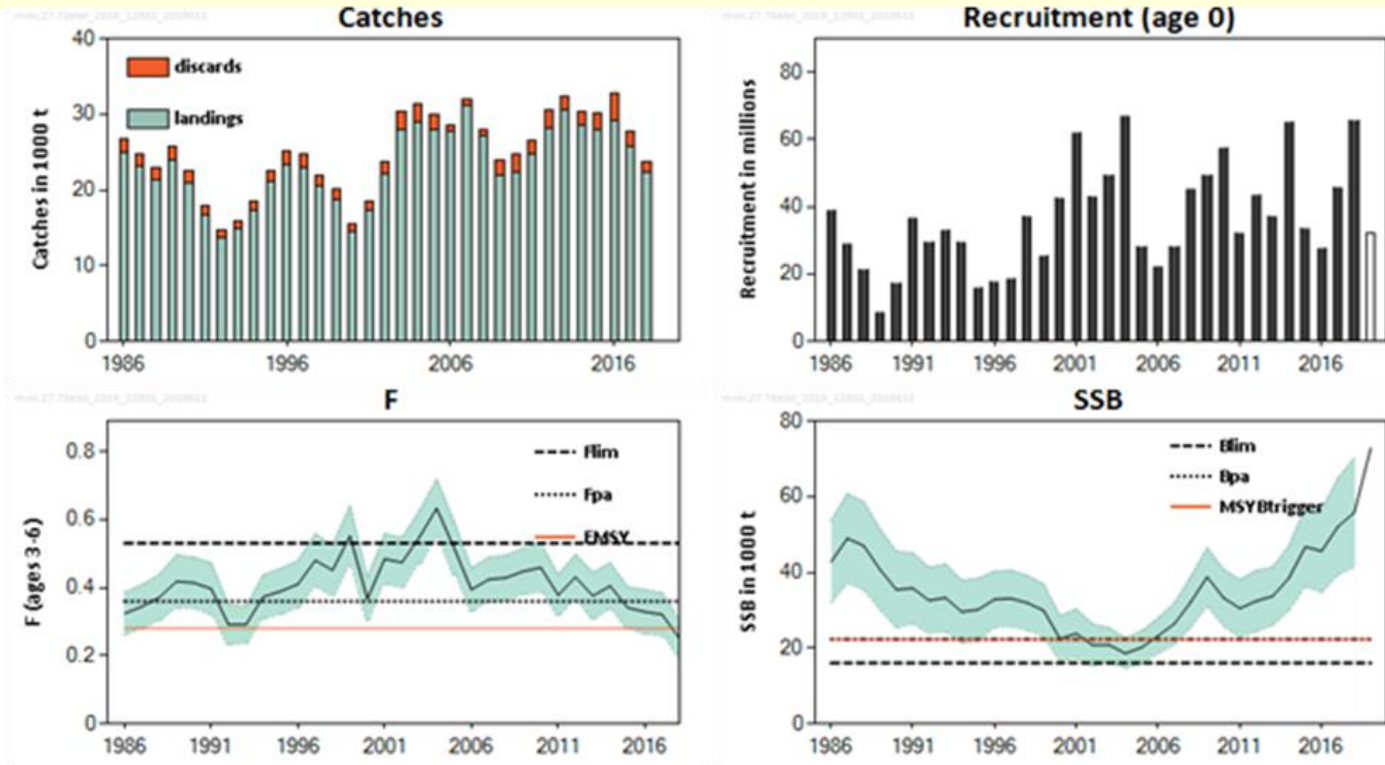 Catches
40
30
20
10
0
Catches in 1000 t
discards
landings
1986
1996
2006
2016
Recruitment (age 0)
80
60
40
20
0
Recruitment in millions
1986
1991
1996
2001
2006
2011
2016
F
0.8
0.6
0.4
0.2
0
F (ages 3-6)
Flim
Fpa
FMSY
1986
1991
1996
2001
2006
2011
2016
SSB
80
60
40
20
0
SSB in 1000 t
Blim
Bpa
MSYBtrigger
1986
1991
1996
2001
2006
2011
2016